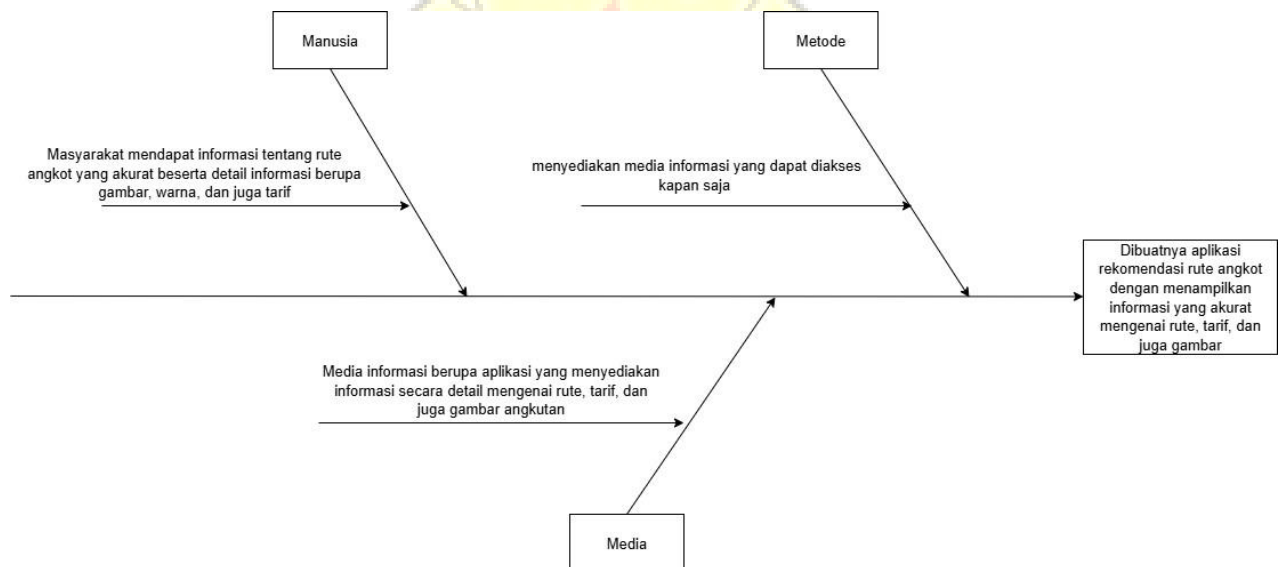 Manusia
Metode
Masyarakat mendapat informasi tentang rute
angkot yang akurat beserta detail informasi berupa
gambar, warna, dan juga tarif
menyediakan media informasi yang dapat diakses
kapan saja
Dibuatnya aplikasi
rekomendasi rute angkot
dengan menampilkan
informasi yang akurat
mengenai rute, tarif, dan
juga gambar
Media informasi berupa aplikasi yang menyediakan
informasi secara detail mengenai rute, tarif, dan
juga gambar angkutan
Media